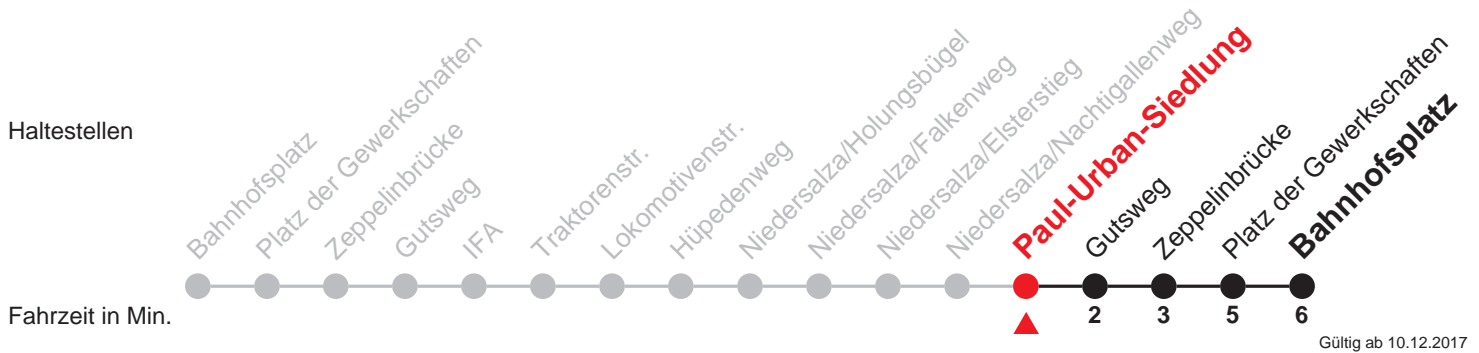 Haltestellen
Bahnhofsplatz
Platz der Gewerkschaften
Zeppelinbrücke
Gutsweg
IFA
Traktorenstr.
Lokomotivenstr.
Hüpedenweg
Niedersalza/Holungsbügel
Niedersalza/Falkenweg
Niedersalza/Elsterstieg
Niedersalza/Nachtigallenweg
Paul-Urban-Siedlung
Gutsweg
Zeppelinbrücke
Platz der Gewerkschaften
Bahnhofsplatz
Fahrzeit in Min.
2 3 5 6
Gültig ab 10.12.2017